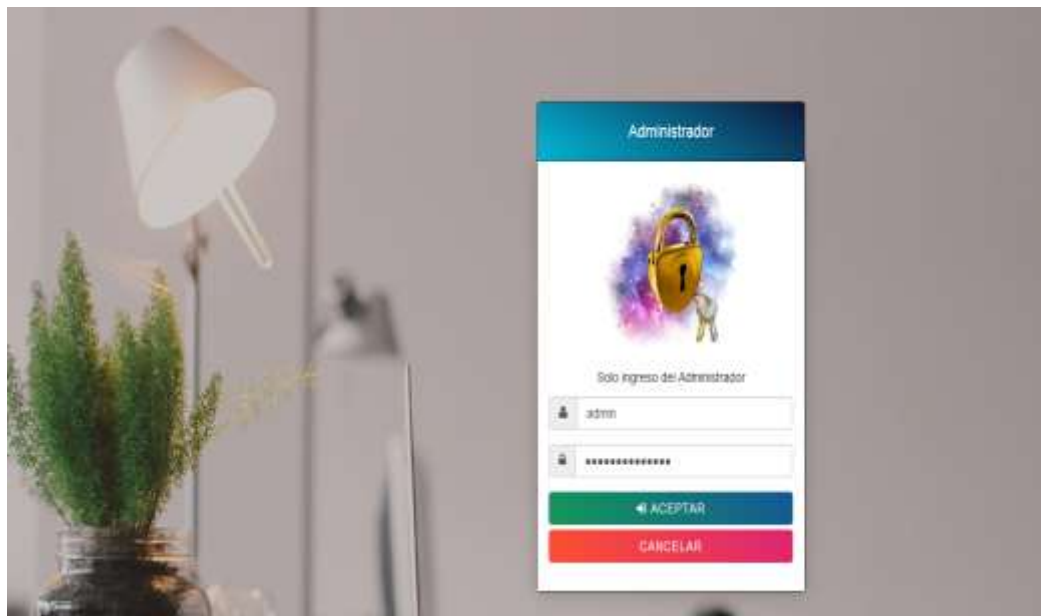 Administrador
Solo ingreso del Administrador
admin
ACEPTAR
CANCELAR